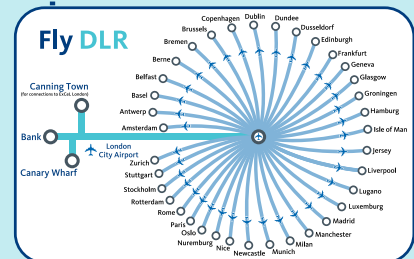 Fly DLR
Canning Town
(for connections to ExCeL London)
Bank
Canary Wharf
London
City Airport
Amsterdam
Antwerp
Basel
Belfast
Berne
Bremen
Brussels
Copenhagen
Dublin
Dundee
Dusseldorf
Edinburgh
Frankfurt
Geneva
Glasgow
Groningen
Hamburg
Isle of Man
Jersey
Liverpool
Lugano
Luxemburg
Madrid
Manchester
Milan
Munich
Newcastle
Nice
Nuremburg
Oslo
Paris
Rome
Rotterdam
Stockholm
Stuttgart
Zurich